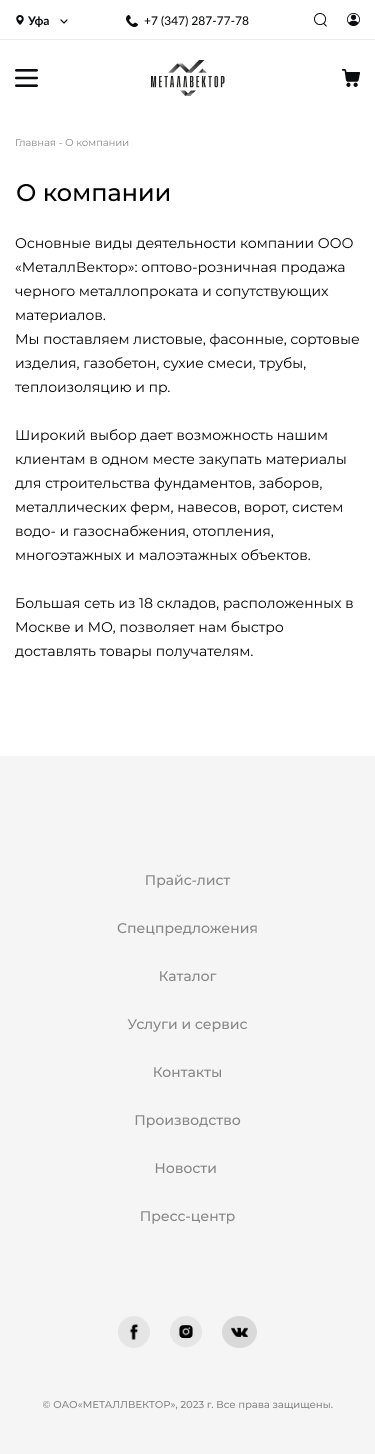 Уфа
+7 (347) 287-77-78
МЕТАЛЛВЕКТОР
Главная - О компании
О компании
Основные виды деятельности компании ООО
«МеталлВектор»: оптово-розничная продажа
черного металлопроката и сопутствующих
материалов.
Мы поставляем листовые, фасонные, сортовые
изделия, газобетон, сухие смеси, трубы,
теплоизоляцию и пр.
Широкий выбор дает возможность нашим
клиентам в одном месте закупать материалы
для строительства фундаментов, заборов,
металлических ферм, навесов, ворот, систем
водо- и газоснабжения, отопления,
многоэтажных и малоэтажных объектов.
Большая сеть из 18 складов, расположенных в
Москве и МО, позволяет нам быстро
доставлять товары получателям.
Прайс-лист
Спецпредложения
Каталог
Услуги и сервис
Контакты
Производство
Новости
Пресс-центр
© ОАО«МЕТАЛЛВЕКТОР», 2023 г. Все права защищены.